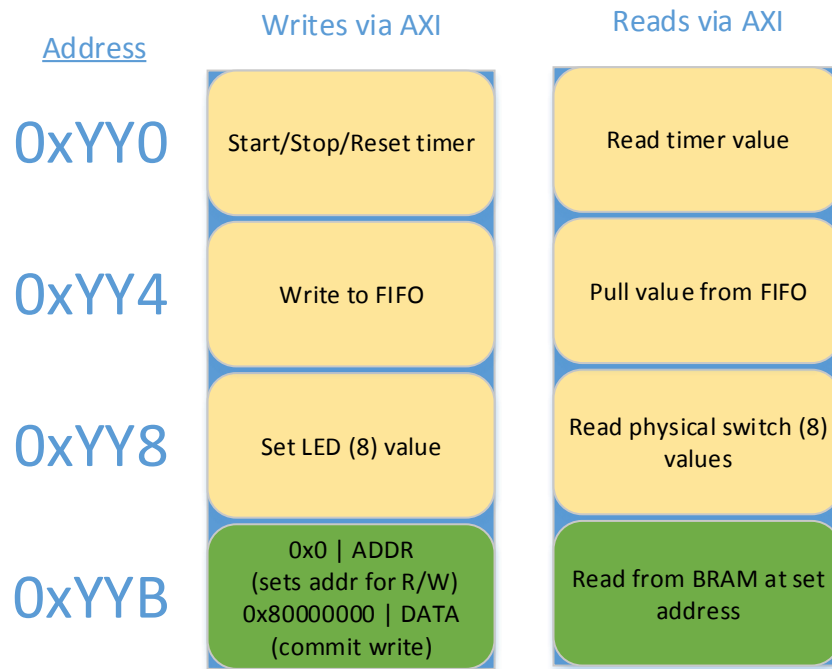 Address
Writes via AXI
Reads via AXI
0xYY0
Start/Stop/Reset timer
Read timer value
0xYY4
Write to FIFO
Pull value from FIFO
0xYY8
Set LED (8) value
Read physical switch (8)
values
0xYYB
0x0 | ADDR
(sets addr for R/W)
0x80000000 | DATA
(commit write)
Read from BRAM at set
address